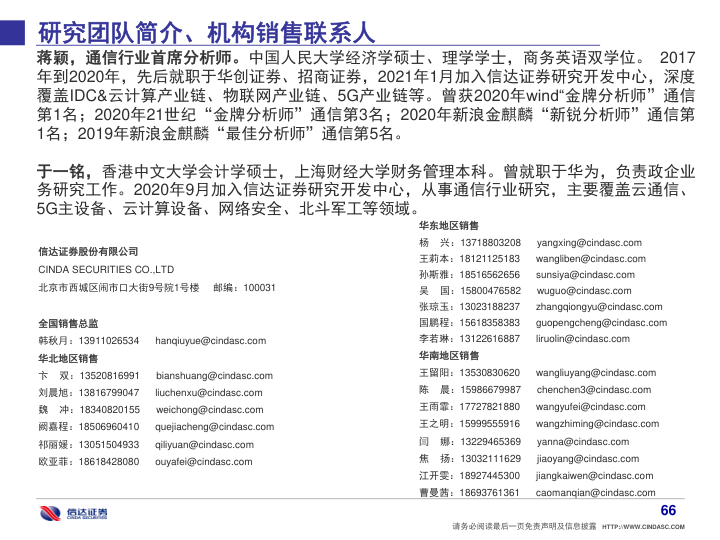 研究团队简介、机构销售联系人
蒋颖，通信行业首席分析师。中国人民大学经济学硕士、理学学士，商务英语双学位。 2017
年到2020年，先后就职于华创证券、招商证券，2021年1月加入信达证券研究开发中心，深度
覆盖IDC&云计算产业链、物联网产业链、5G产业链等。曾获2020年wind“金牌分析师”通信
第1名；2020年21世纪“金牌分析师”通信第3名；2020年新浪金麒麟“新锐分析师”通信第
1名；2019年新浪金麒麟“最佳分析师”通信第5名。
于一铭，香港中文大学会计学硕士，上海财经大学财务管理本科。曾就职于华为，负责政企业
务研究工作。2020年9月加入信达证券研究开发中心，从事通信行业研究，主要覆盖云通信、
5G主设备、云计算设备、网络安全、北斗军工等领域。
信达证券股份有限公司
CINDA SECURITIES CO.,LTD
北京市西城区闹市口大街9号院1号楼 邮编：100031
全国销售总监
韩秋月：13911026534 hanqiuyue@cindasc.com
华北地区销售
卞 双：13520816991 bianshuang@cindasc.com
刘晨旭：13816799047 liuchenxu@cindasc.com
魏 冲：18340820155 weichong@cindasc.com
阙嘉程：18506960410 quejiacheng@cindasc.com
祁丽媛：13051504933 qiliyuan@cindasc.com
欧亚菲：18618428080 ouyafei@cindasc.com
华东地区销售
杨 兴：13718803208 yangxing@cindasc.com
王莉本：18121125183 wangliben@cindasc.com
孙斯雅：18516562656 sunsiya@cindasc.com
吴 国：15800476582 wuguo@cindasc.com
张琼玉：13023188237 zhangqiongyu@cindasc.com
国鹏程：15618358383 guopengcheng@cindasc.com
李若琳：13122616887 liruolin@cindasc.com
华南地区销售
王留阳：13530830620 wangliuyang@cindasc.com
陈 晨：15986679987 chenchen3@cindasc.com
王雨霏：17727821880 wangyufei@cindasc.com
王之明：15999555916 wangzhiming@cindasc.com
闫 娜：13229465369 yanna@cindasc.com
焦 扬：13032111629 jiaoyang@cindasc.com
江开雯：18927445300 jiangkaiwen@cindasc.com
曹曼茜：18693761361 caomanqian@cindasc.com
信达证券
CINDA SECURITIES
66
请务必阅读最后一页免责声明及信息披露 HTTP://WWW.CINDASC.COM